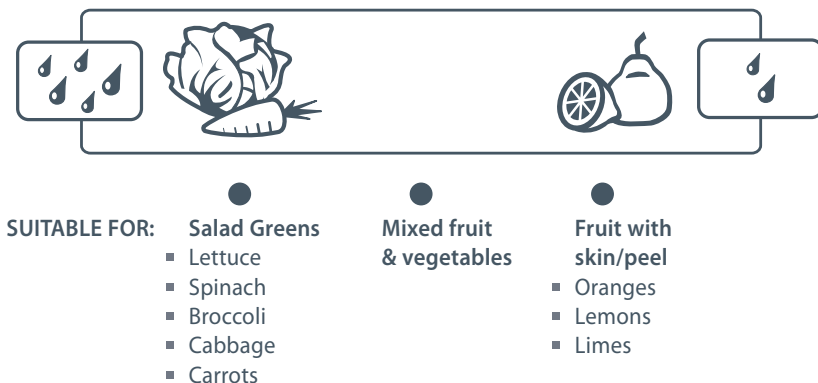 SUITABLE FOR:
Salad Greens
▪ Lettuce
▪ Spinach
▪ Broccoli
▪ Cabbage
▪ Carrots
Mixed fruit
& vegetables
Fruit with
skin/peel
▪ Oranges
▪ Lemons
▪ Limes